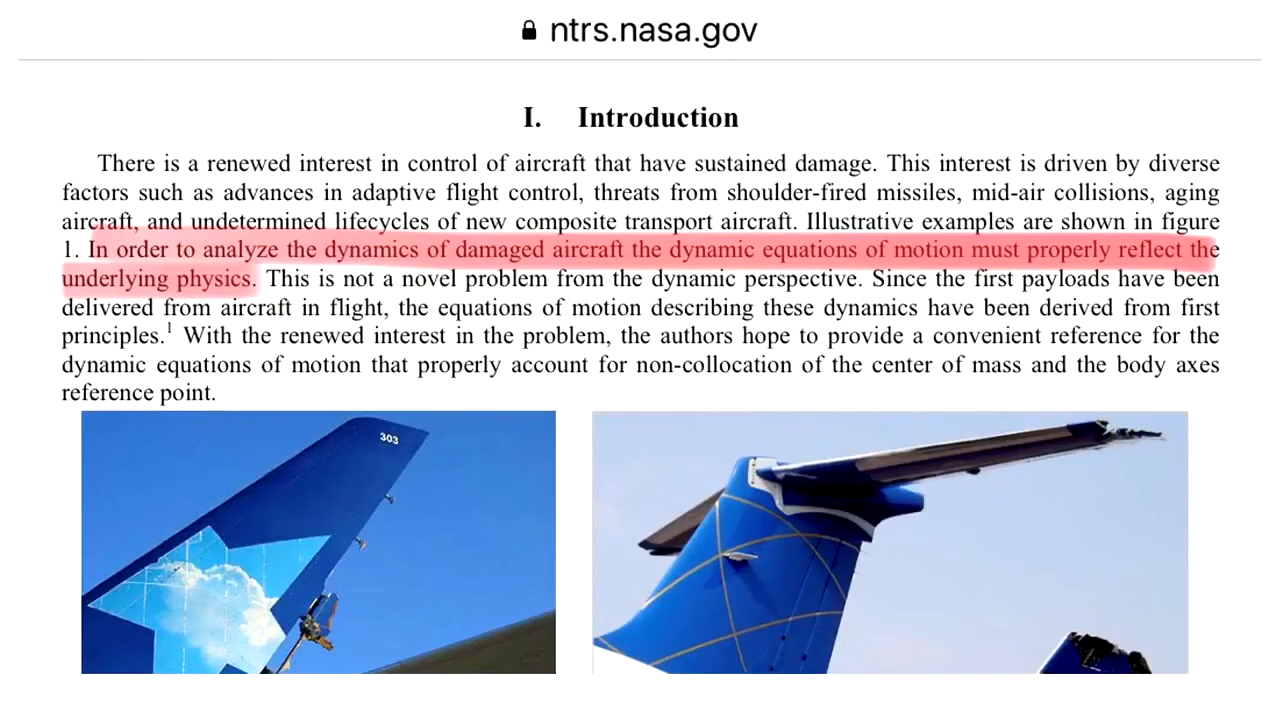 ntrs.nasa.gov
I. Introduction
There is a renewed interest in control of aircraft that have sustained damage. This interest is driven by diverse
factors such as advances in adaptive flight control, threats from shoulder-fired missiles, mid-air collisions, aging
aircraft, and undetermined lifecycles of new composite transport aircraft. Illustrative examples are shown in figure
1. In order to analyze the dynamics of damaged aircraft the dynamic equations of motion must properly reflect the
underlying physics. This is not a novel problem from the dynamic perspective. Since the first payloads have been
delivered from aircraft in flight, the equations of motion describing these dynamics have been derived from first
principles.1 With the renewed interest in the problem, the authors hope to provide a convenient reference for the
dynamic equations of motion that properly account for non-collocation of the center of mass and the body axes
reference point.
303